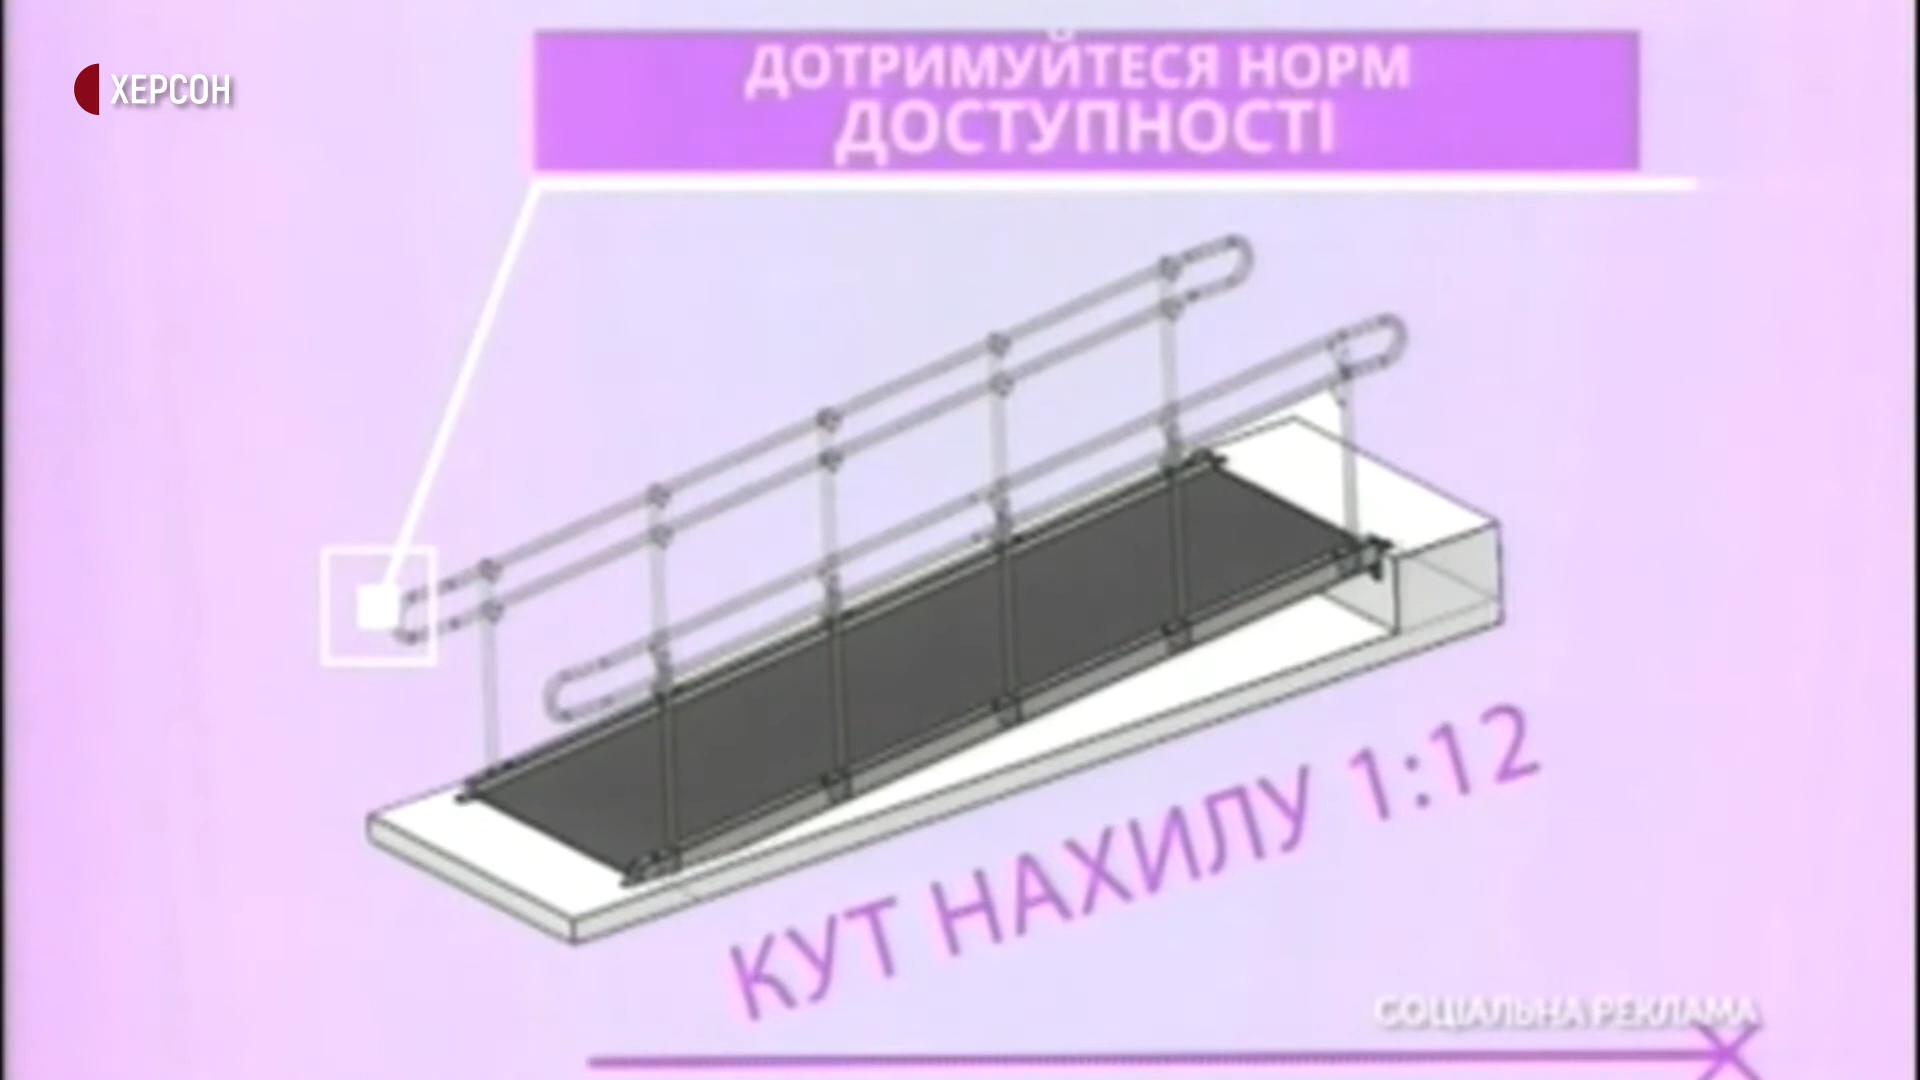 ХЕРСОН
ДОТРИМУЙТЕСЯ НОРМ
ДОСТУПНОСТІ
КУТ НАХИЛУ 1:12
СОЦІАЛЬНА РЕКЛАМА